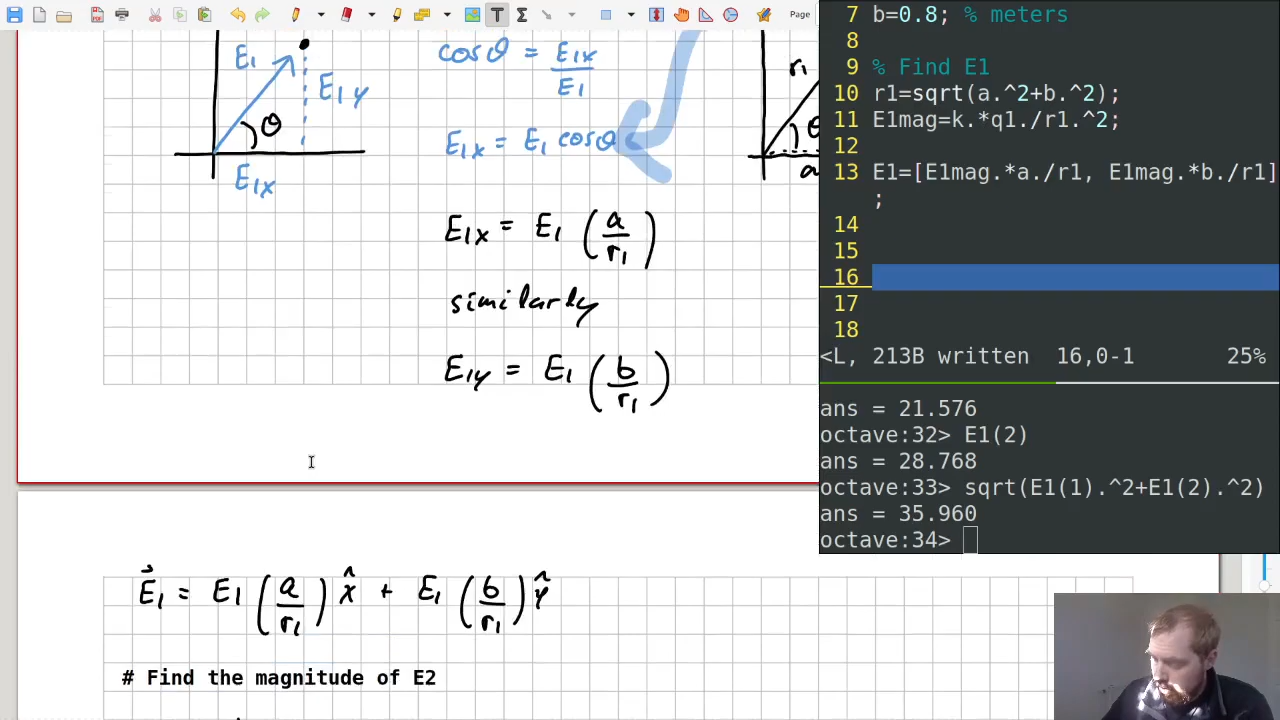 Page
E1
E1y
θ
E1x
cosθ = E1x / E1
E1x = E1 cosθ
E1x = E1 (a / r1)
similarly
E1y = E1 (b / r1)
r1
θ
a
E⃗1 = E1 (a / r1) x̂ + E1 (b / r1) ŷ
# Find the magnitude of E2
7 b=0.8; % meters
8
9 % Find E1
10 r1=sqrt(a.^2+b.^2);
11 E1mag=k.*q1./r1.^2;
12
13 E1=[E1mag.*a./r1, E1mag.*b./r1]
;
14
15
16
17
18
<L, 213B written 16,0-1 25%
ans = 21.576
octave:32> E1(2)
ans = 28.768
octave:33> sqrt(E1(1).^2+E1(2).^2)
ans = 35.960
octave:34>